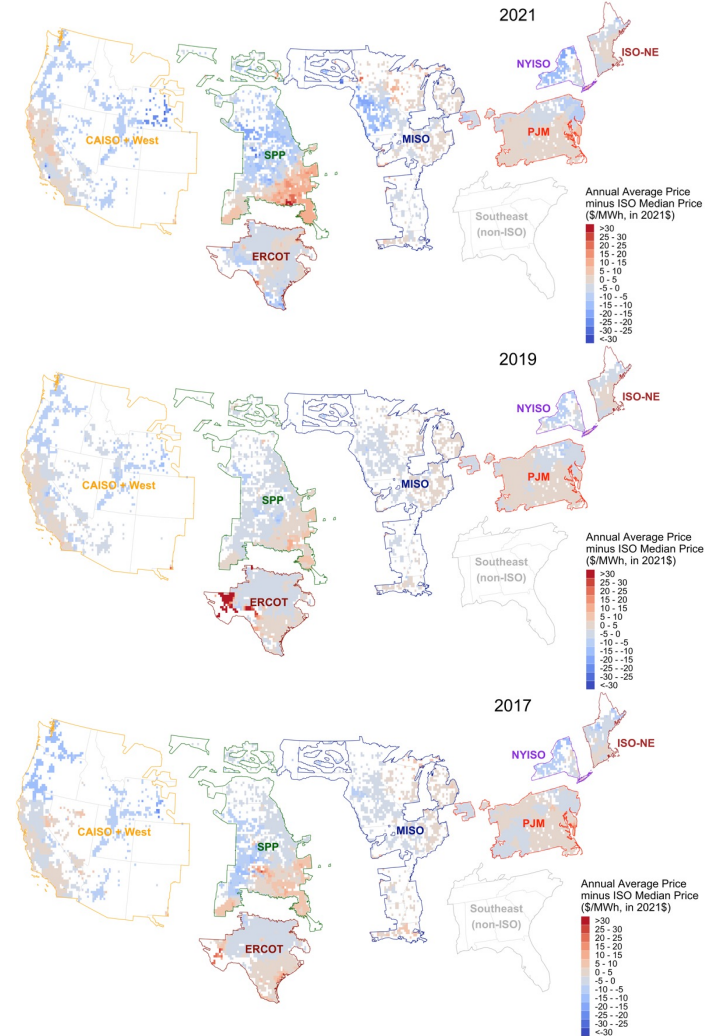 2021
ISO-NE
NYISO
CAISO + West
MISO
PJM
SPP
ERCOT
Southeast
(non-ISO)
Annual Average Price
minus ISO Median Price
($/MWh, in 2021$)
>30
25 - 30
20 - 25
15 - 20
10 - 15
5 - 10
0 - 5
-5 - 0
-10 - -5
-15 - -10
-20 - -15
-25 - -20
-30 - -25
<-30
2019
ISO-NE
NYISO
CAISO + West
MISO
PJM
SPP
Southeast
(non-ISO)
ERCOT
Annual Average Price
minus ISO Median Price
($/MWh, in 2021$)
>30
25 - 30
20 - 25
15 - 20
10 - 15
5 - 10
0 - 5
-5 - 0
-10 - -5
-15 - -10
-20 - -15
-25 - -20
-30 - -25
<-30
2017
ISO-NE
NYISO
CAISO + West
MISO
PJM
SPP
Southeast
(non-ISO)
ERCOT
Annual Average Price
minus ISO Median Price
($/MWh, in 2021$)
>30
25 - 30
20 - 25
15 - 20
10 - 15
5 - 10
0 - 5
-5 - 0
-10 - -5
-15 - -10
-20 - -15
-25 - -20
-30 - -25
<-30